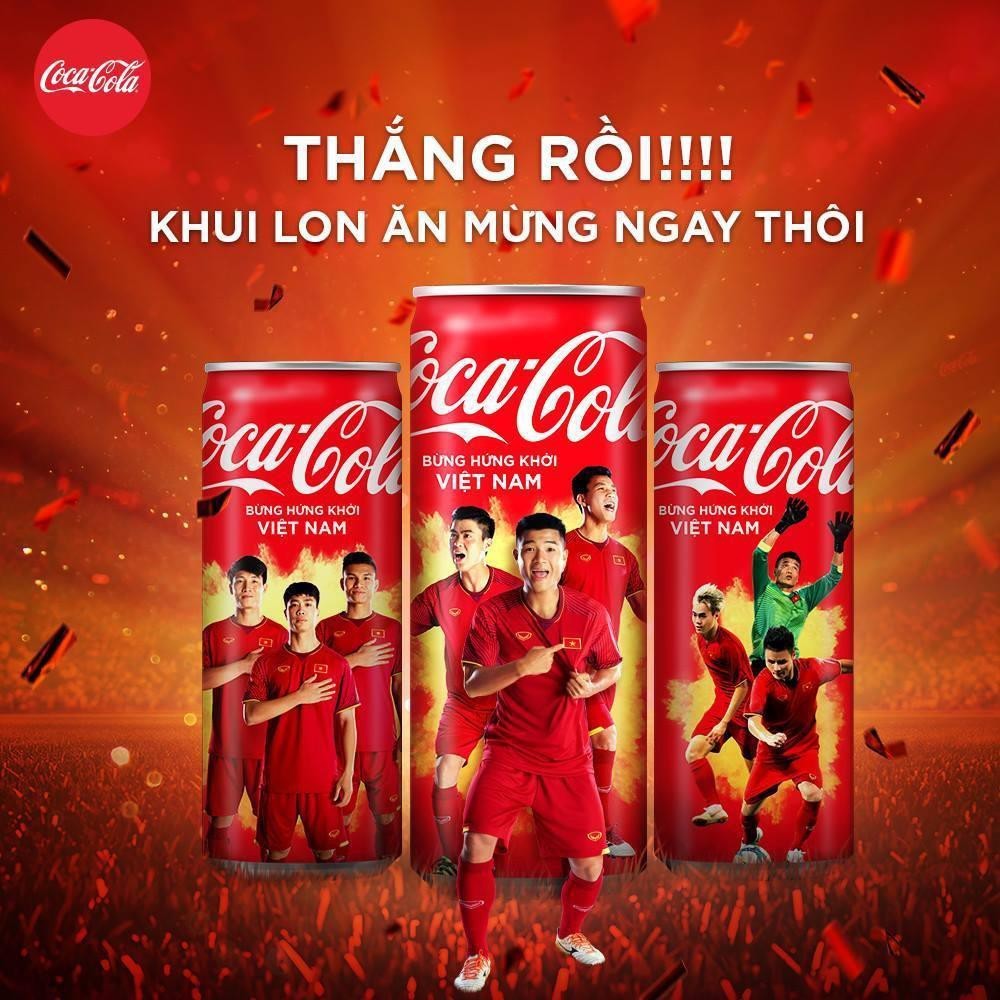 Coca-Cola
THẮNG RỒI!!!!
KHUI LON ĂN MỪNG NGAY THÔI
Coca-Cola
BỪNG HỨNG KHỞI
VIỆT NAM
Coca-Cola
BỪNG HỨNG KHỞI
VIỆT NAM
Coca-Cola
BỪNG HỨNG KHỞI
VIỆT NAM